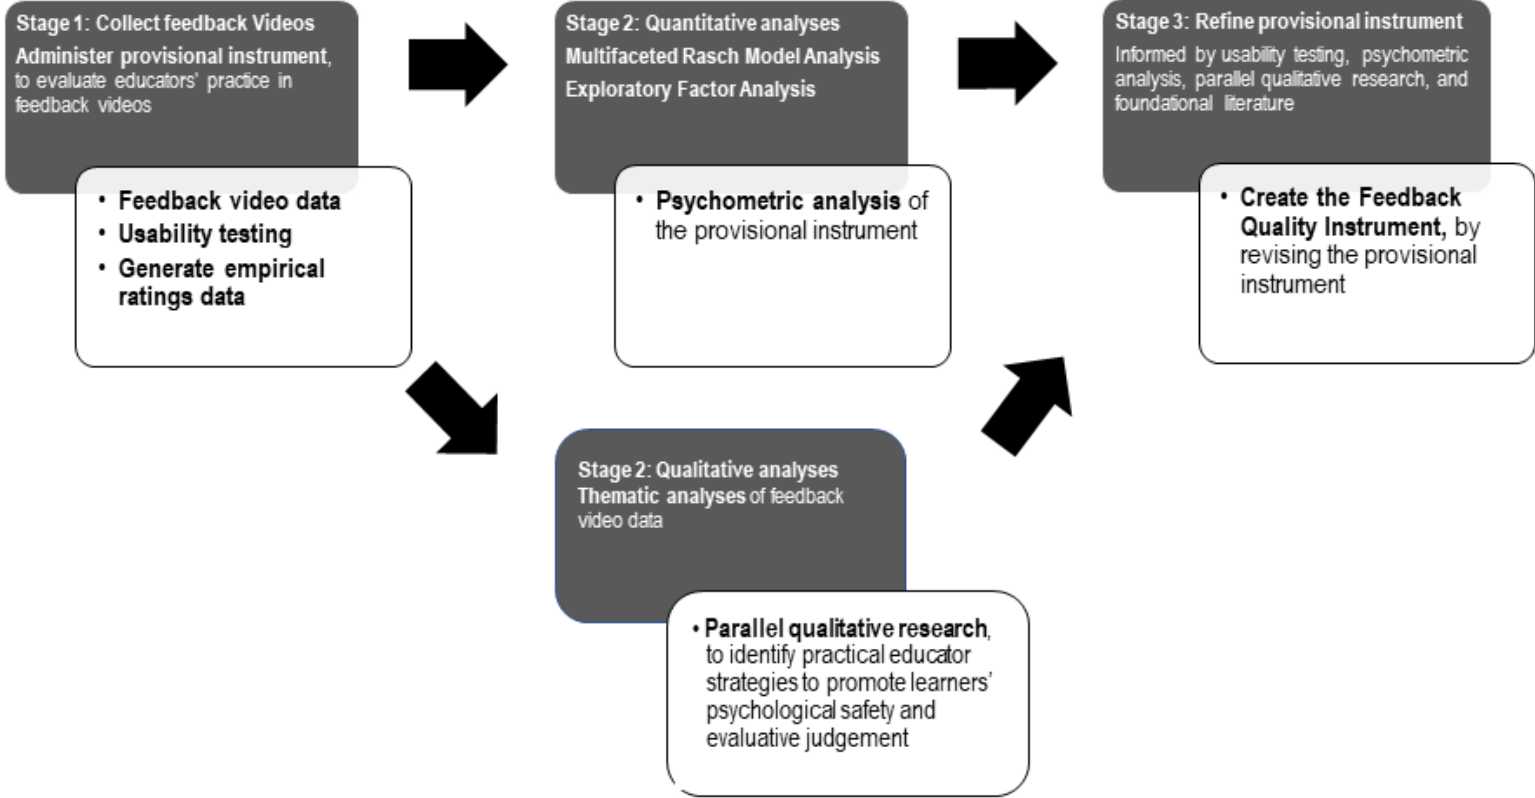 Stage 1: Collect feedback Videos
Administer provisional instrument,
to evaluate educators' practice in
feedback videos
• Feedback video data
• Usability testing
• Generate empirical
ratings data
Stage 2: Quantitative analyses
Multifaceted Rasch Model Analysis
Exploratory Factor Analysis
• Psychometric analysis of
the provisional instrument
Stage 3: Refine provisional instrument
Informed by usability testing, psychometric
analysis, parallel qualitative research, and
foundational literature
• Create the Feedback
Quality Instrument, by
revising the provisional
instrument
Stage 2: Qualitative analyses
Thematic analyses of feedback
video data
• Parallel qualitative research,
to identify practical educator
strategies to promote learners'
psychological safety and
evaluative judgement